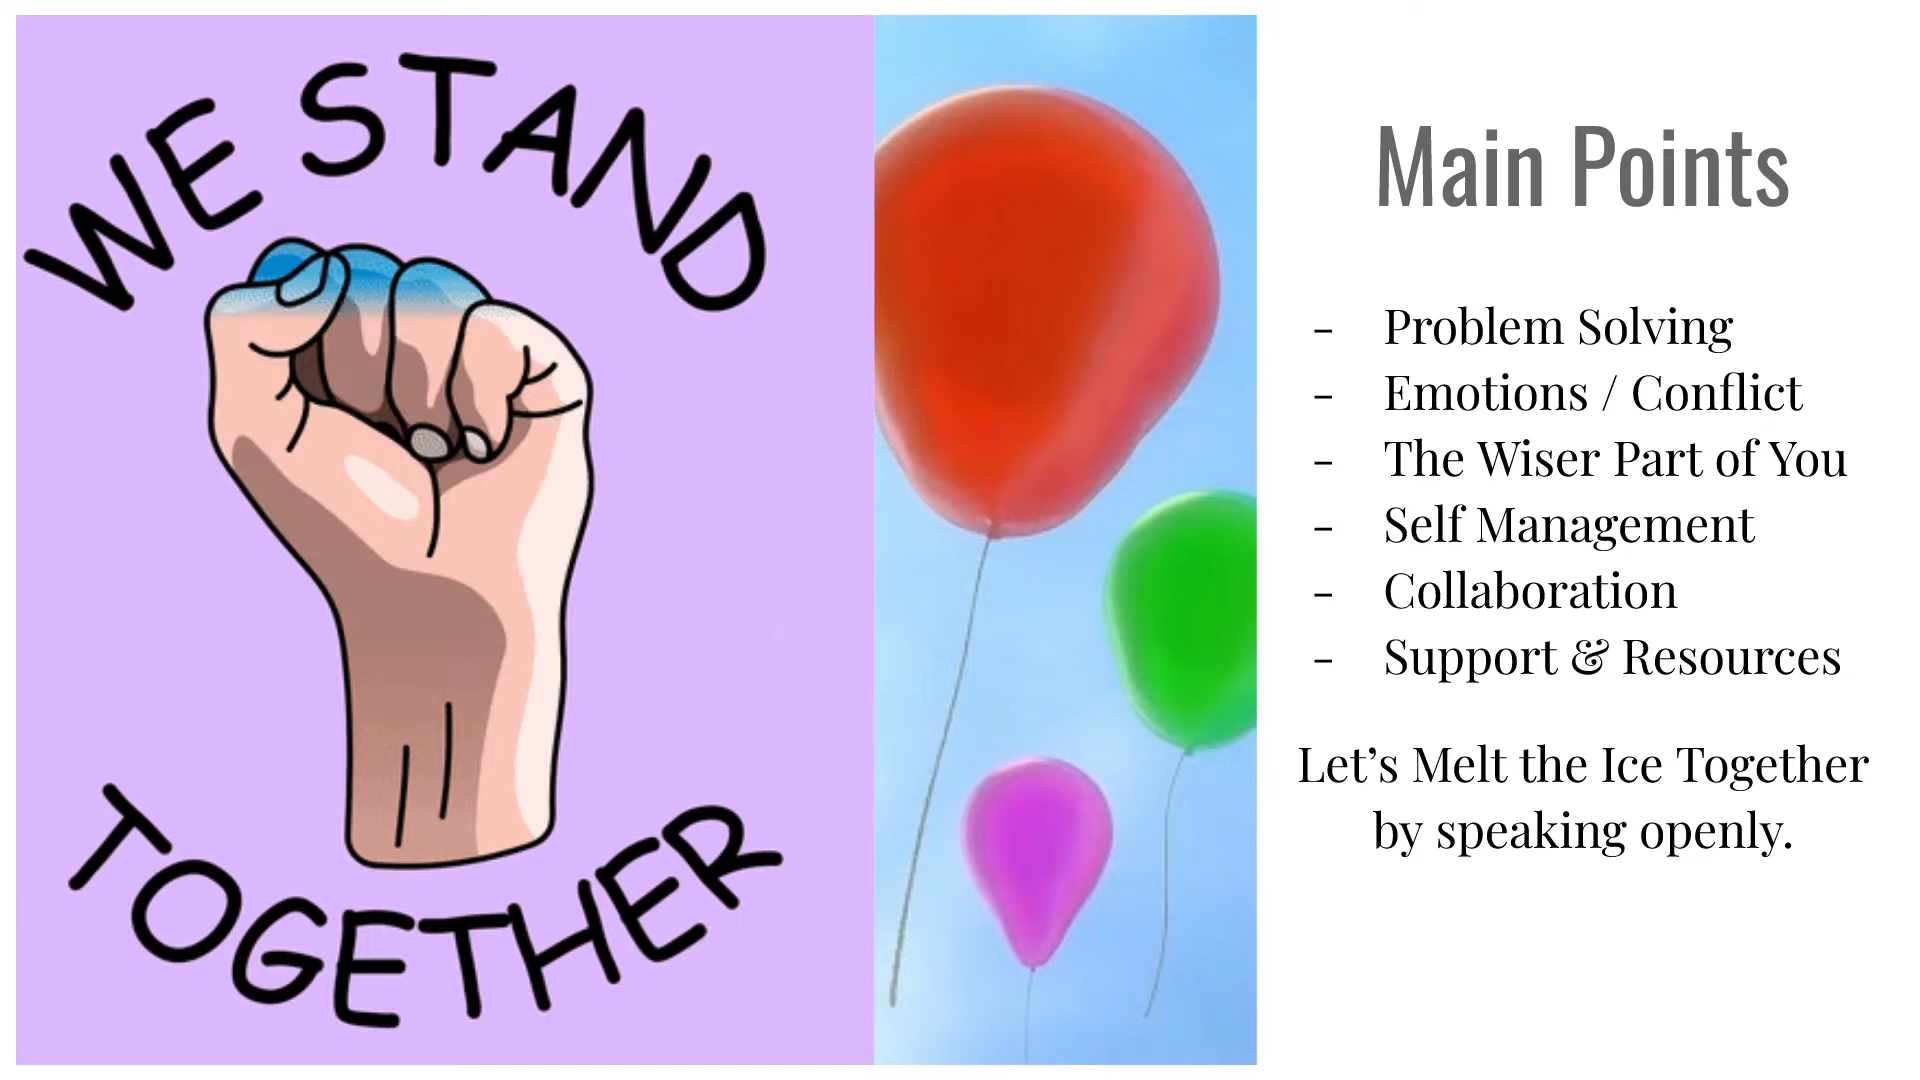 WE STAND
TOGETHER
Main Points
- Problem Solving
- Emotions / Conflict
- The Wiser Part of You
- Self Management
- Collaboration
- Support & Resources
Let’s Melt the Ice Together
by speaking openly.